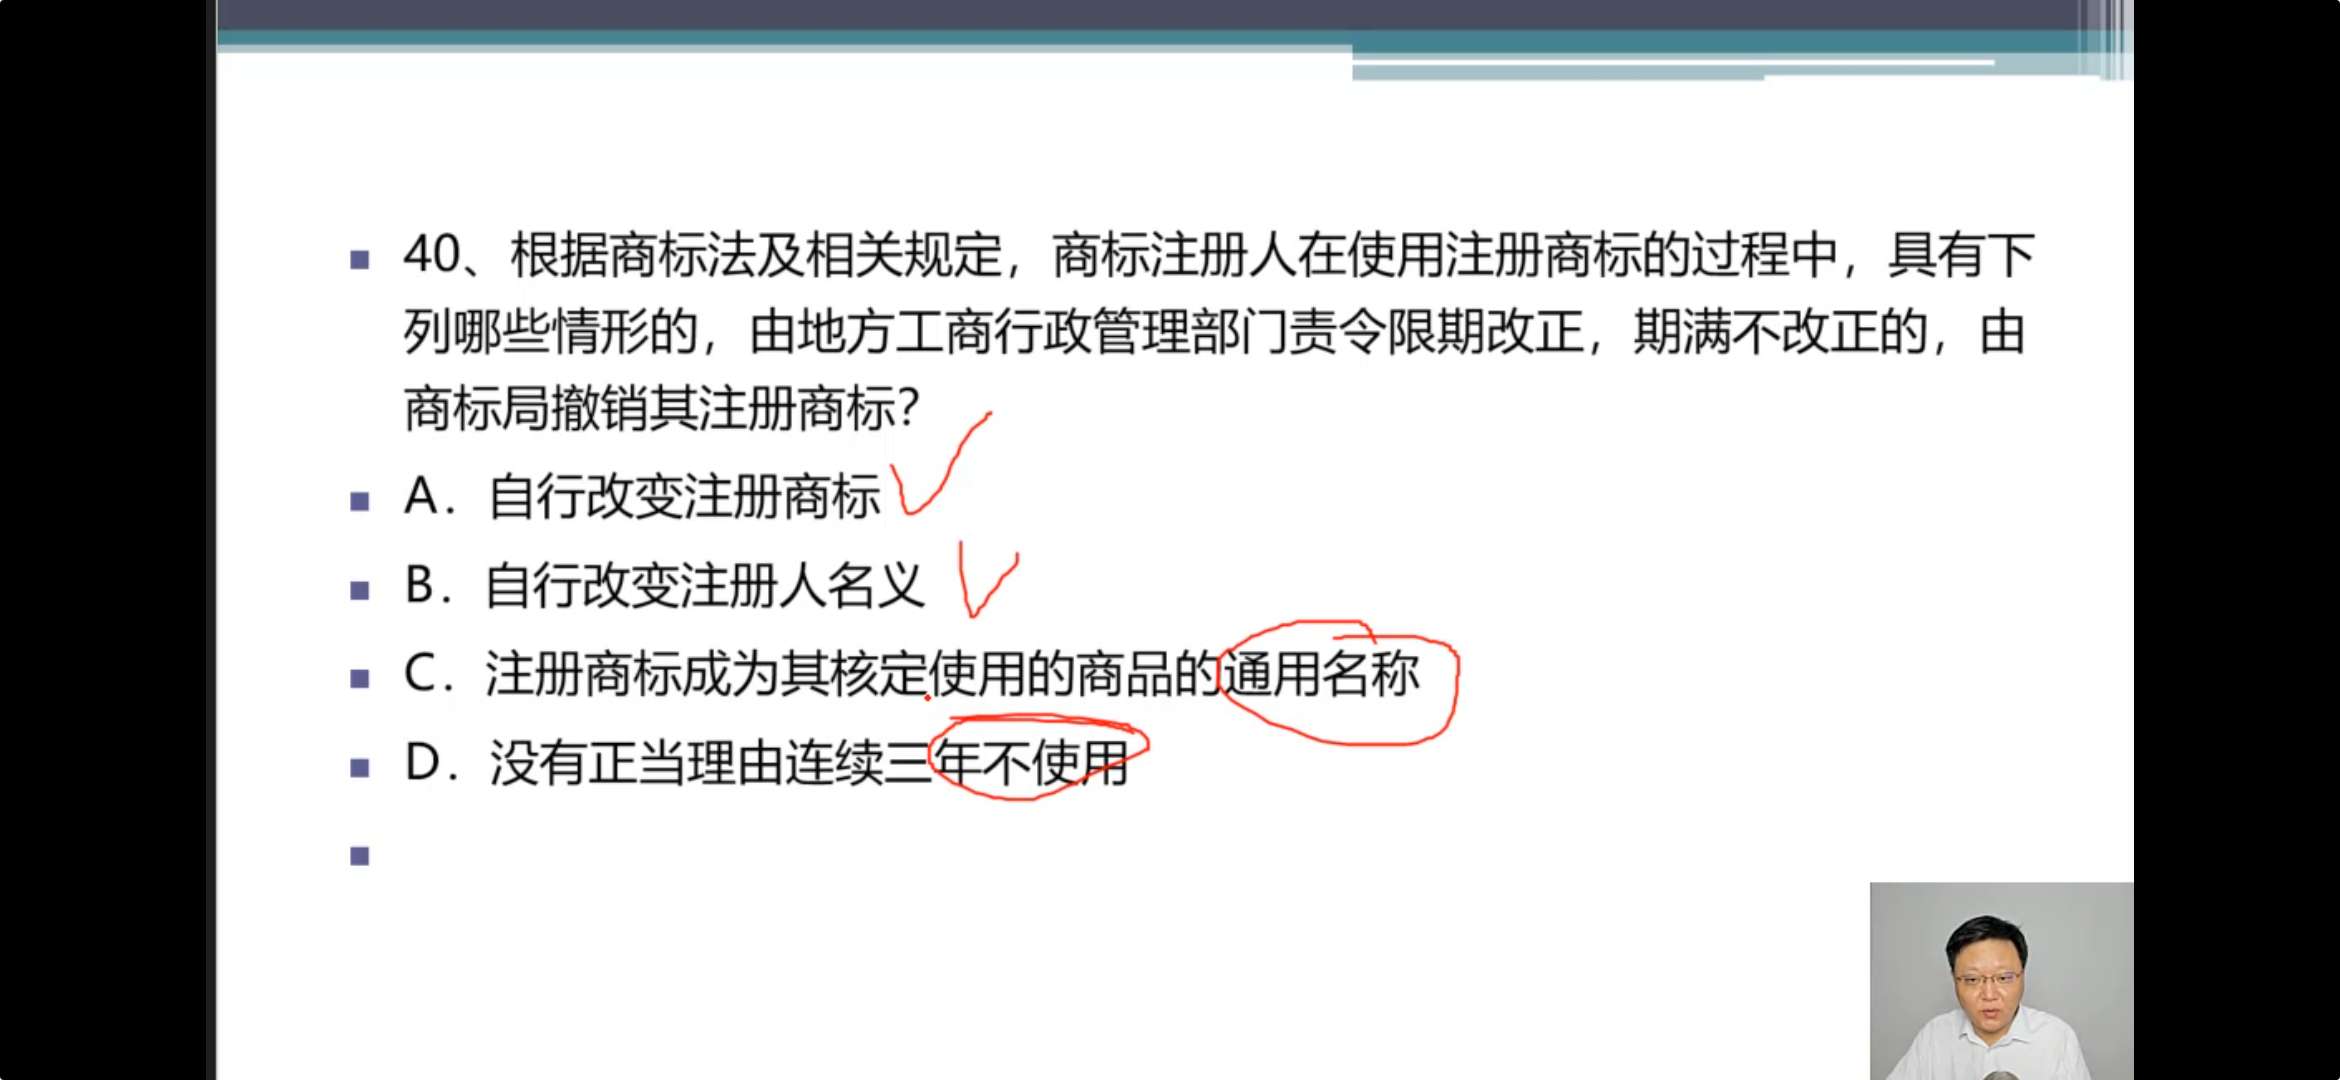 40、根据商标法及相关规定，商标注册人在使用注册商标的过程中，具有下
列哪些情形的，由地方工商行政管理部门责令限期改正，期满不改正的，由
商标局撤销其注册商标?
A．自行改变注册商标
B．自行改变注册人名义
C．注册商标成为其核定使用的商品的通用名称
D．没有正当理由连续三年不使用